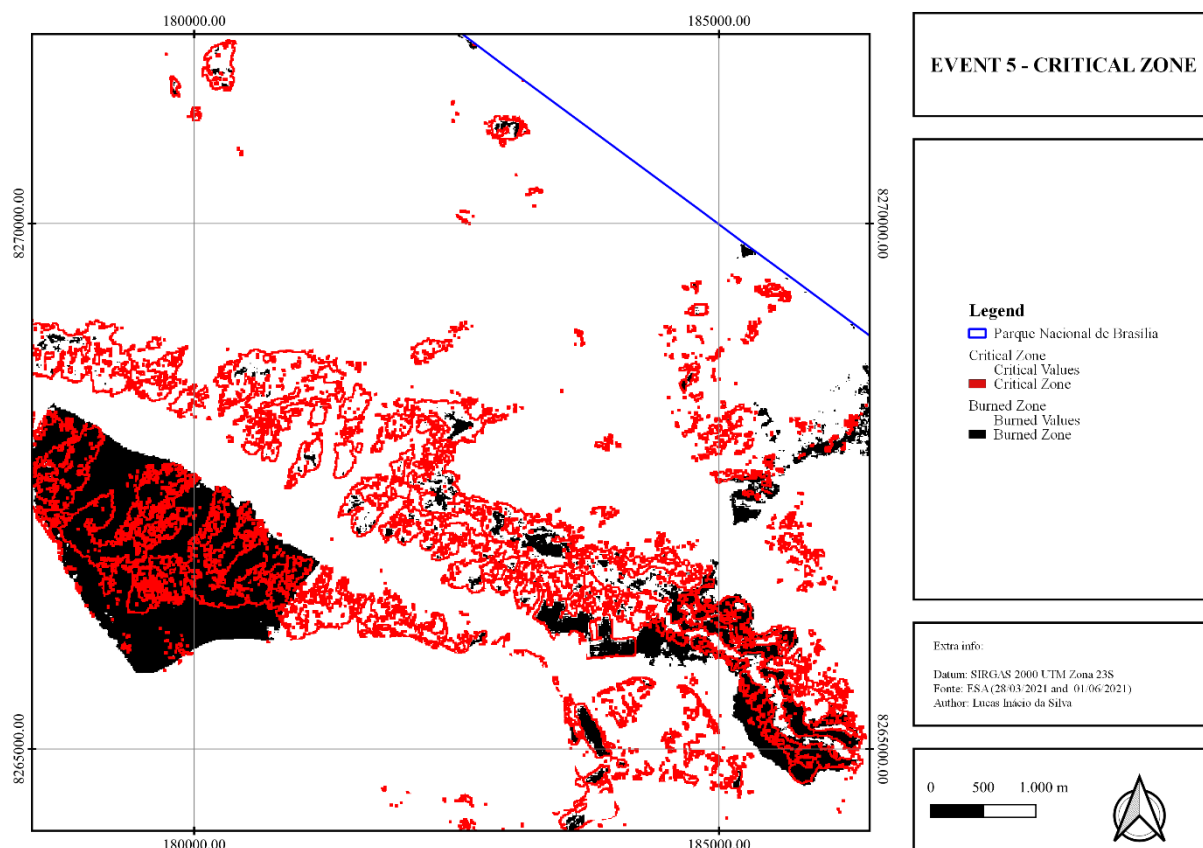 180000.00
185000.00
8270000.00
8270000.00
8265000.00
8265000.00
180000.00
185000.00
EVENT 5 - CRITICAL ZONE
Legend
Parque Nacional de Brasilia
Critical Zone
Critical Values
Critical Zone
Burned Zone
Burned Values
Burned Zone
Extra info:
Datum: SIRGAS 2000 UTM Zona 23S
Fonte: ESA (28/03/2021 and 01/06/2021)
Author: Lucas Inácio da Silva
0 500 1.000 m